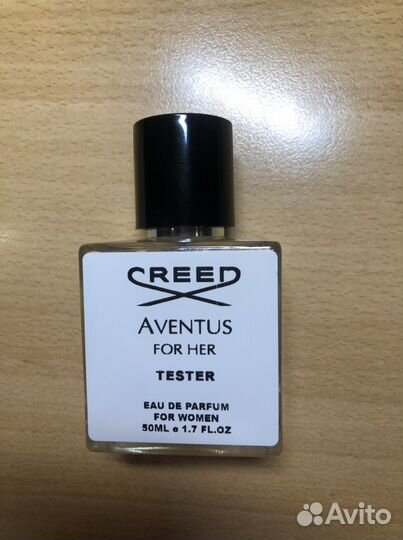 CREED
AVENTUS
FOR HER
TESTER
EAU DE PARFUM
FOR WOMEN
50ML e 1.7 FL.OZ
Avito